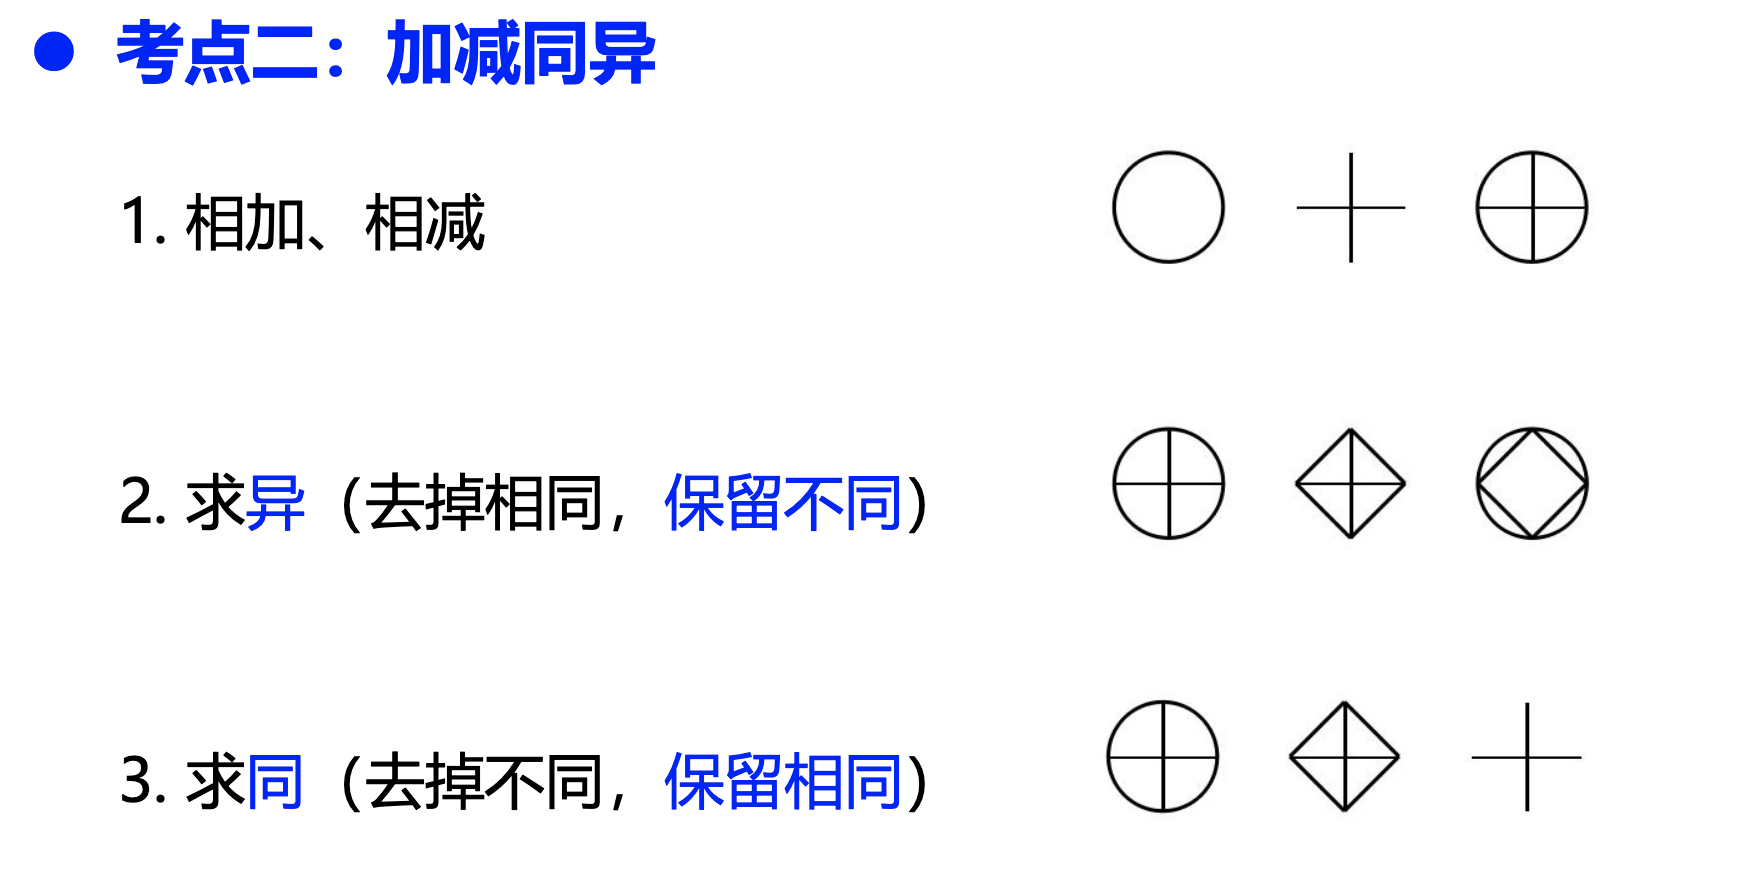 ● 考点二：加减同异
1. 相加、相减
2. 求异（去掉相同，保留不同）
3. 求同（去掉不同，保留相同）